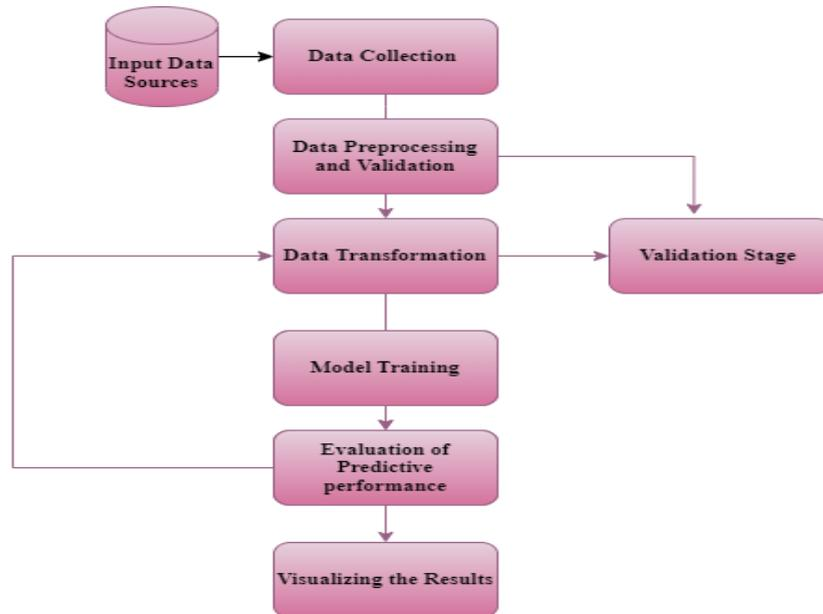 Input Data
Sources
Data Collection
Data Preprocessing
and Validation
Data Transformation
Validation Stage
Model Training
Evaluation of
Predictive
performance
Visualizing the Results